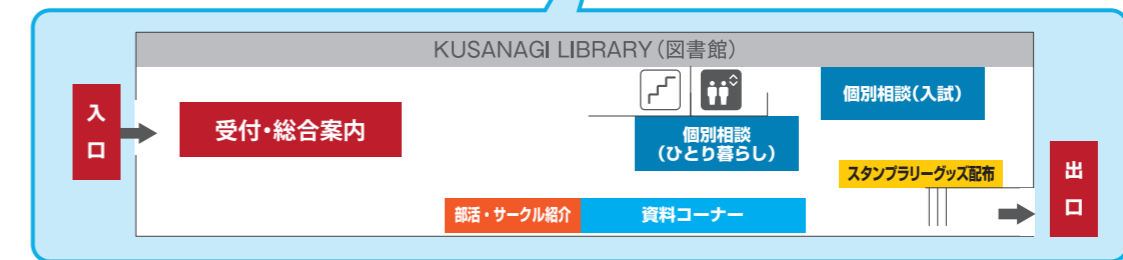 KUSANAGI LIBRARY(図書館)
入口
受付・総合案内
個別相談
(ひとり暮らし)
個別相談(入試)
スタンプラリーグッズ配布
部活・サークル紹介
資料コーナー
出口